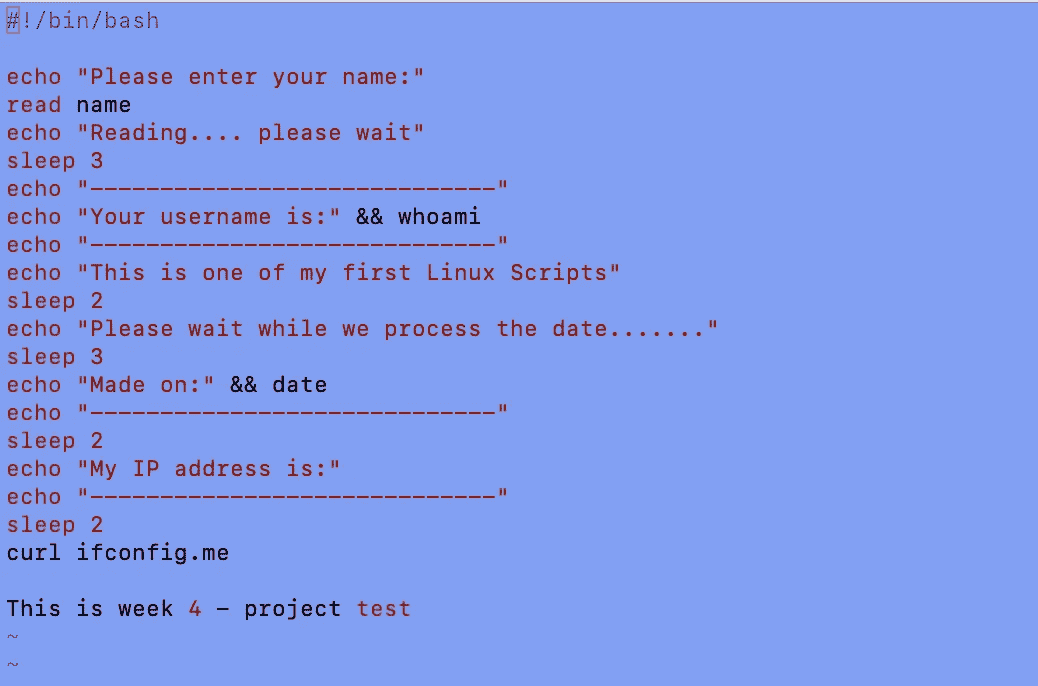 #!/bin/bash

echo "Please enter your name:"
read name
echo "Reading.... please wait"
sleep 3
echo "-----------------------------"
echo "Your username is:" && whoami
echo "-----------------------------"
echo "This is one of my first Linux Scripts"
sleep 2
echo "Please wait while we process the date......."
sleep 3
echo "Made on:" && date
echo "-----------------------------"
sleep 2
echo "My IP address is:"
echo "-----------------------------"
sleep 2
curl ifconfig.me

This is week 4 - project test
~
~